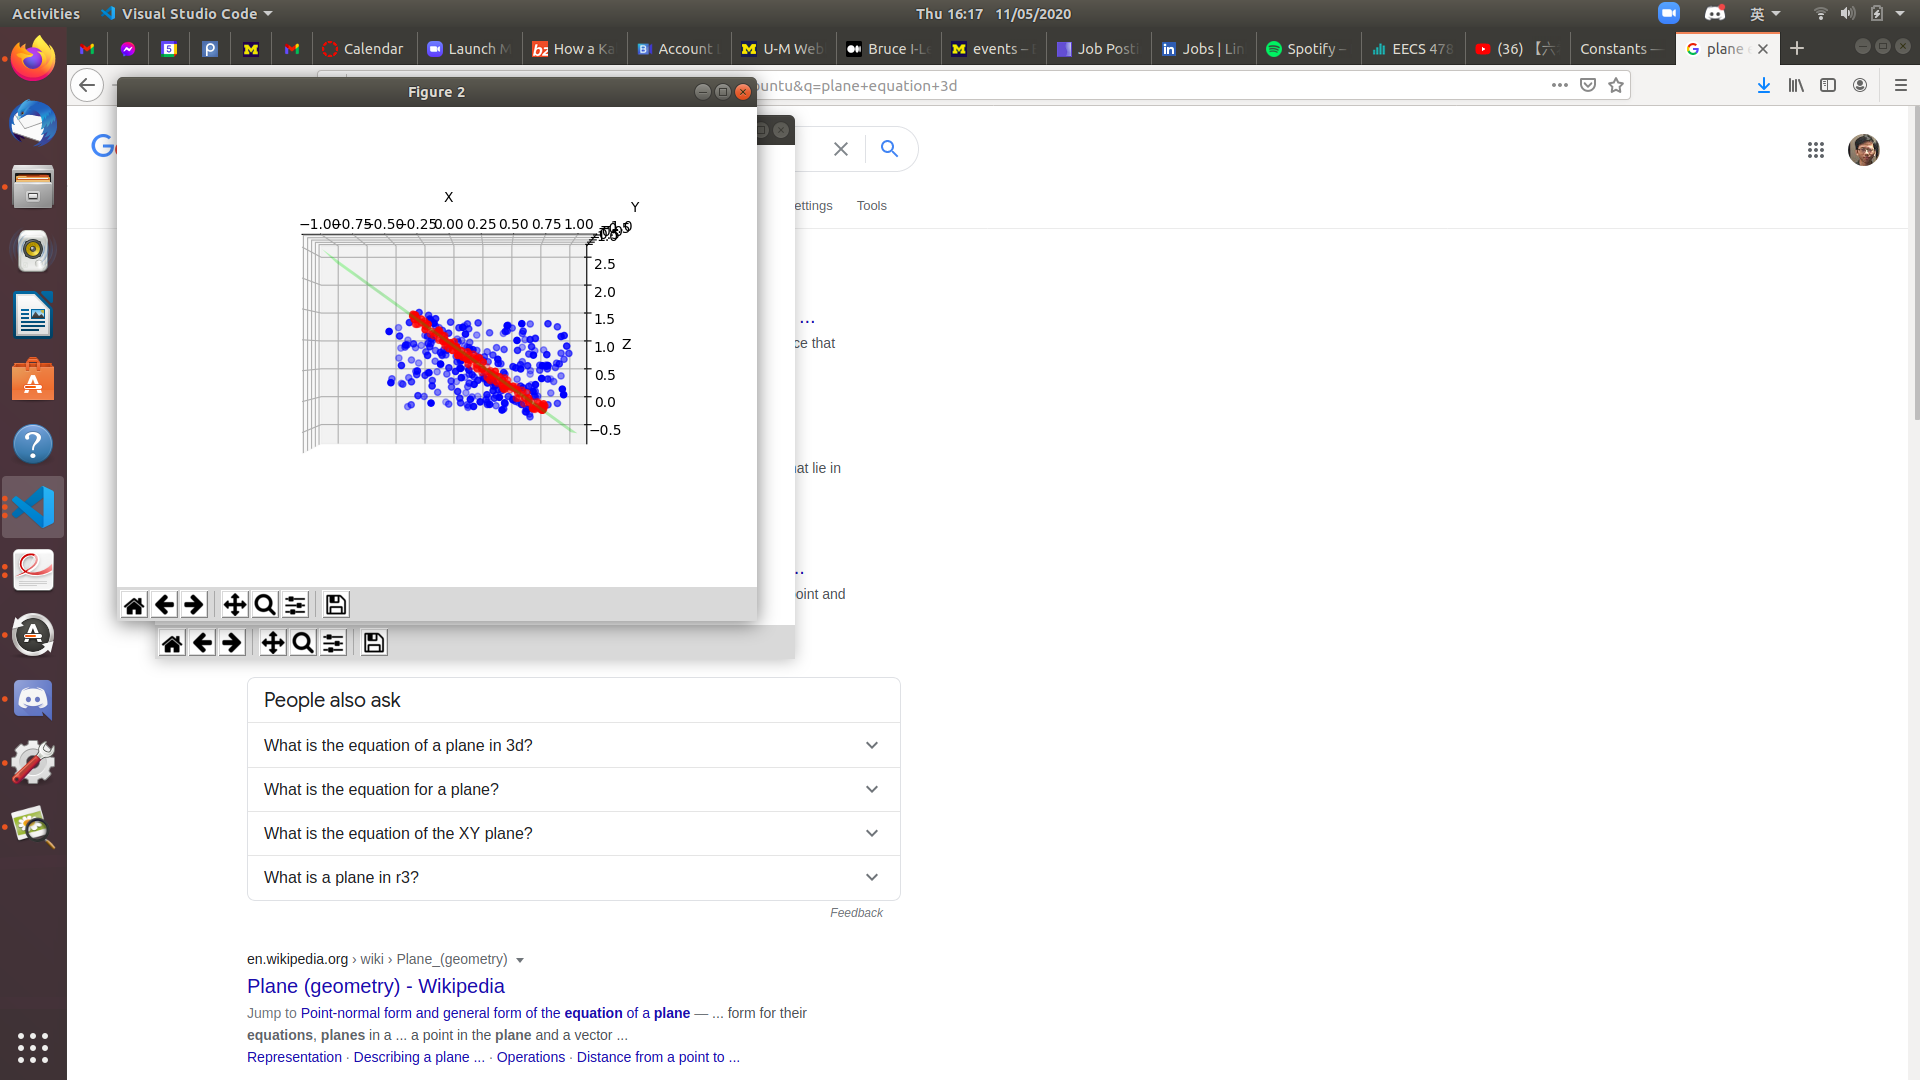 Activities
Visual Studio Code
Thu 16:17 11/05/2020
英
Calendar
Launch M
How a Ka
Account
U-M Web
Bruce I-L
events –
Job Posti
Jobs | Lin
Spotify –
EECS 478
(36) 【六
Constants —
plane
Figure 2
untu&q=plane+equation+3d
ettings
Tools
X
Y
−1.00
−0.75
−0.50
−0.25
0.00
0.25
0.50
0.75
1.00
2.5
2.0
1.5
1.0
Z
0.5
0.0
−0.5
...
ce that
at lie in
..
oint and
People also ask
What is the equation of a plane in 3d?
What is the equation for a plane?
What is the equation of the XY plane?
What is a plane in r3?
Feedback
en.wikipedia.org › wiki › Plane_(geometry)
Plane (geometry) - Wikipedia
Jump to Point-normal form and general form of the equation of a plane — ... form for their
equations, planes in a ... a point in the plane and a vector ...
Representation · Describing a plane ... · Operations · Distance from a point to ...